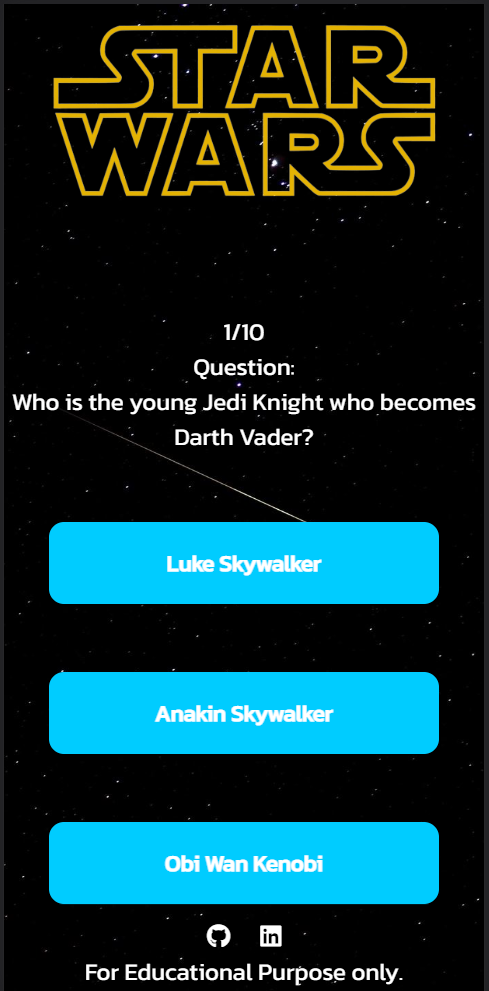 STAR
WARS
1/10
Question:
Who is the young Jedi Knight who becomes
Darth Vader?
Luke Skywalker
Anakin Skywalker
Obi Wan Kenobi
in
For Educational Purpose only.